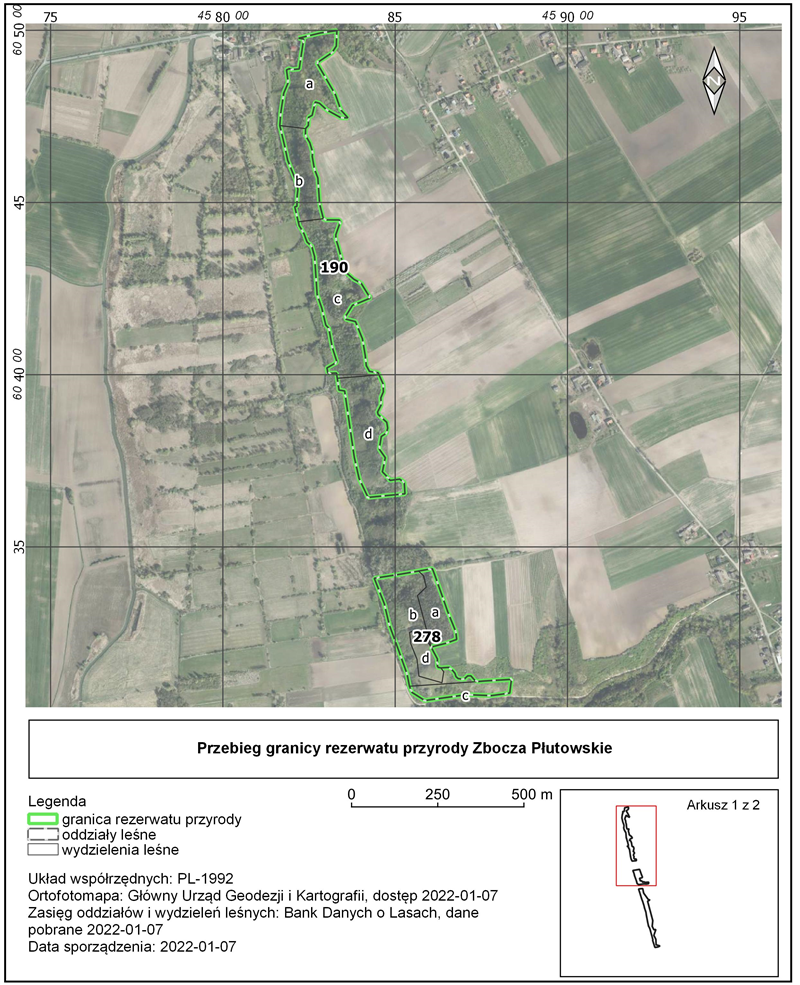 75
45 80 00
85
45 90 00
95
60 50
N
a
b
45
190
c
60 40 00
d
35
b
a
278
d
c
Przebieg granicy rezerwatu przyrody Zbocza Płutowskie
Legenda
granica rezerwatu przyrody
oddziały leśne
wydzielenia leśne
0 250 500 m
Arkusz 1 z 2
Układ współrzędnych: PL-1992
Ortofotomapa: Główny Urząd Geodezji i Kartografii, dostęp 2022-01-07
Zasięg oddziałów i wydzieleń leśnych: Bank Danych o Lasach, dane
pobrane 2022-01-07
Data sporządzenia: 2022-01-07